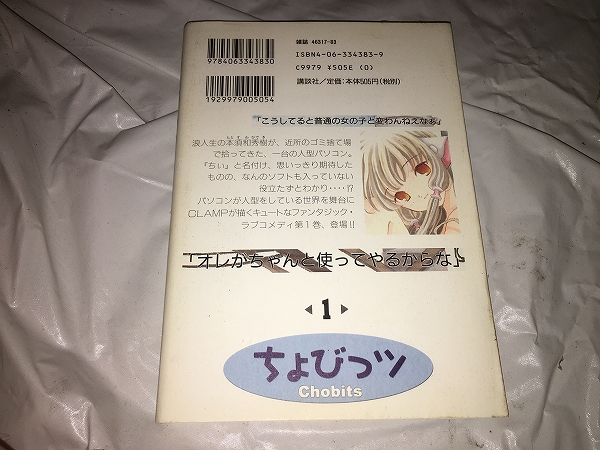 9784063343830
1929979005054
雑誌 46317-83
ISBN4-06-334383-9
C9979 ¥505E (0)
講談社/定価:本体505円(税別)
「こうしてると普通の女の子と変わんねえなぁ」
浪人生の本須和秀樹が、近所のゴミ捨て場
で拾ってきた、一台の人型パソコン。
「ちぃ」と名付け、思いっきり期待した
ものの、なんのソフトも入っていない
役立たずとわかり‥‥!?
パソコンが人型をしている世界を舞台に
CLAMPが描くキュートなファンタジック・
ラブコメディ第1巻、登場!!
「オレがちゃんと使ってやるからな」
1
ちょびっツ
Chobits